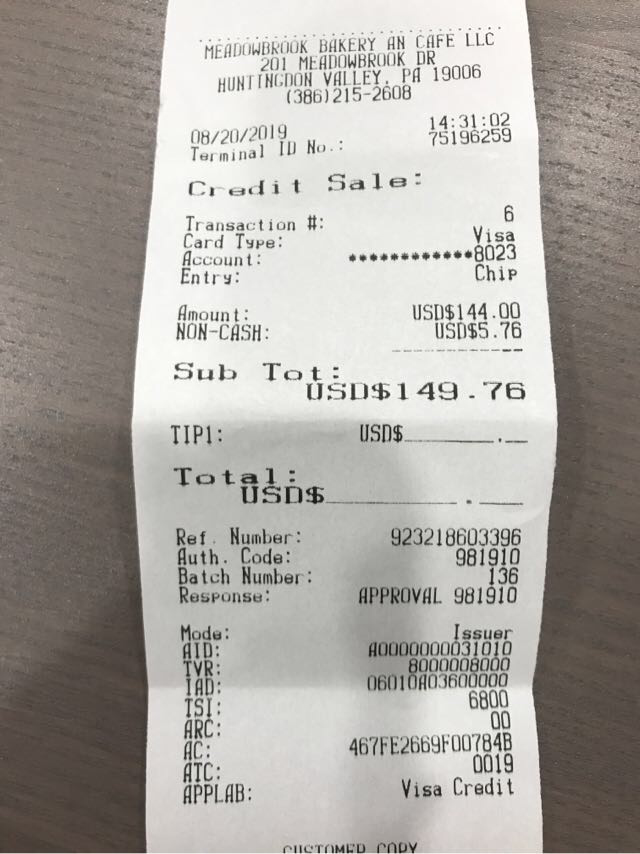 MEADOWBROOK BAKERY AN CAFE LLC
201 MEADOWBROOK DR
HUNTINGDON VALLEY, PA 19006
(386)215-2608
08/20/2019 14:31:02
Terminal ID No.: 75196259
Credit Sale:
Transaction #: 6
Card Type: Visa
Account: ************8023
Entry: Chip
Amount: USD$144.00
NON-CASH: USD$5.76
Sub Tot:
USD$149.76
TIP1: USD$_________.__
Total:
USD$_________.__
Ref. Number: 923218603396
Auth. Code: 981910
Batch Number: 136
Response: APPROVAL 981910
Mode: Issuer
AID: A0000000031010
TVR: 8000008000
IAD: 06010A03600000
TSI: 6800
ARC: 00
AC: 467FE2669F00784B
ATC: 0019
APPLAB: Visa Credit
CUSTOMER COPY